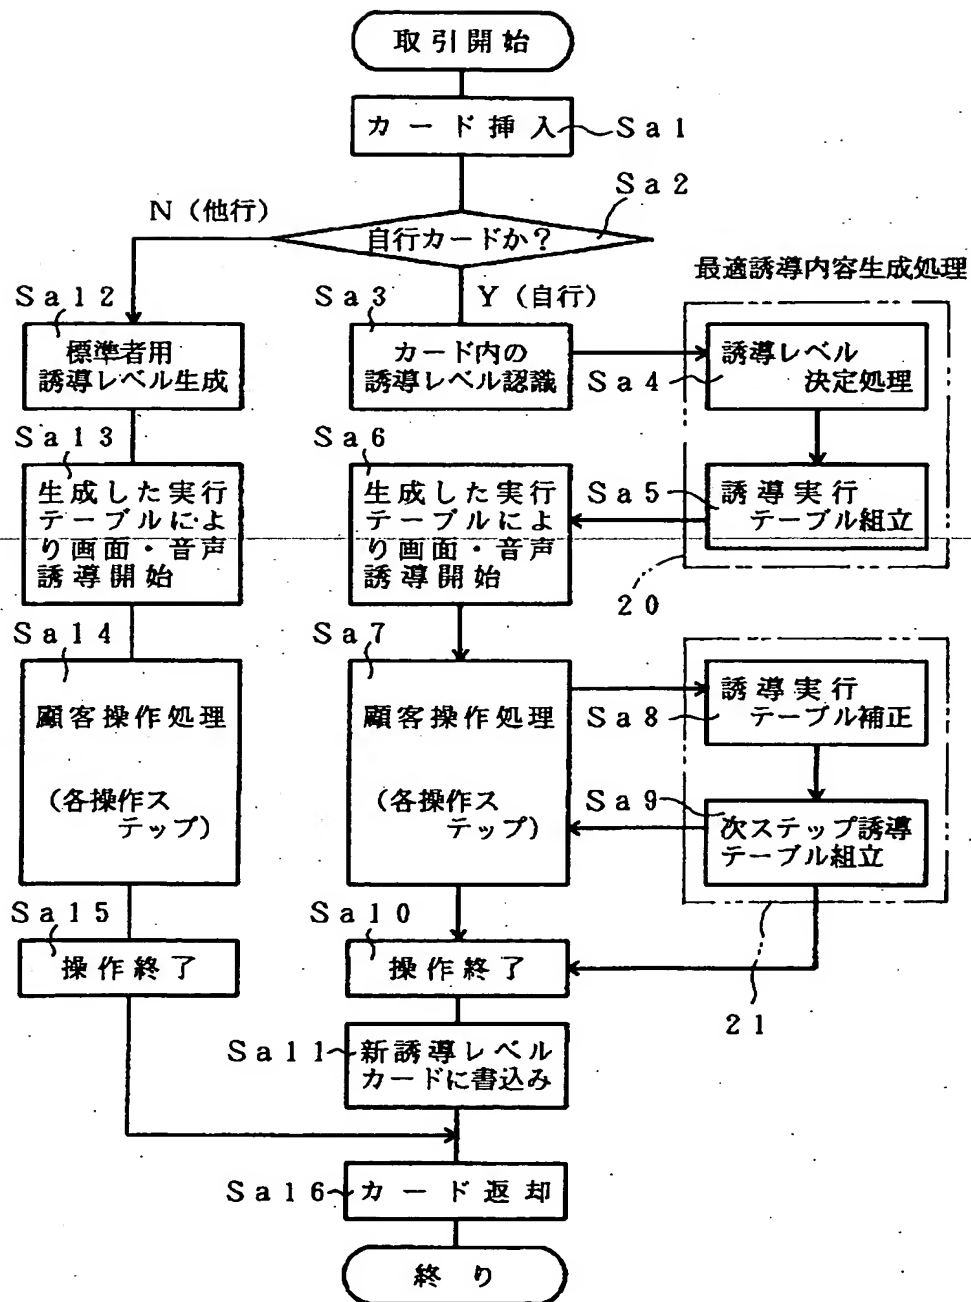 取引開始
カード挿入
Sa1
Sa2
N（他行）
自行カードか？
最適誘導内容生成処理
Sa12
Sa3
Y（自行）
標準者用
誘導レベル生成
カード内の
誘導レベル認識
Sa4
誘導レベル
決定処理
Sa13
Sa6
生成した実行
テーブルによ
り画面・音声
誘導開始
生成した実行
テーブルによ
り画面・音声
誘導開始
Sa5
誘導実行
テーブル組立
20
Sa14
Sa7
顧客操作処理
（各操作ス
テップ）
顧客操作処理
（各操作ス
テップ）
Sa8
誘導実行
テーブル補正
Sa9
次ステップ誘導
テーブル組立
21
Sa15
Sa10
操作終了
操作終了
Sa11
新誘導レベル
カードに書込み
Sa16
カード返却
終り